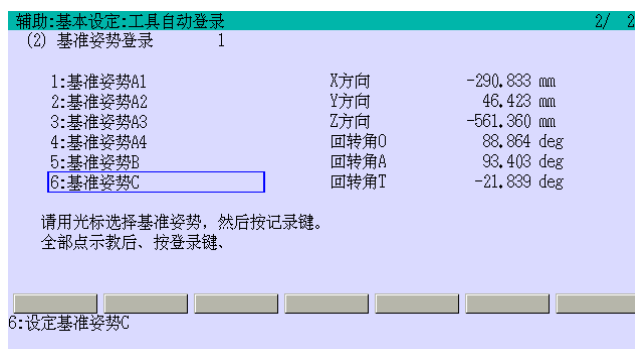 辅助:基本设定:工具自动登录 2/ 2
(2) 基准姿势登录 1
1:基准姿势A1 X方向 -290.833 mm
2:基准姿势A2 Y方向 46.423 mm
3:基准姿势A3 Z方向 -561.360 mm
4:基准姿势A4 回转角O 88.864 deg
5:基准姿势B 回转角A 93.403 deg
6:基准姿势C 回转角T -21.839 deg
请用光标选择基准姿势, 然后按记录键。
全部点示教后、按登录键、
6:设定基准姿势C